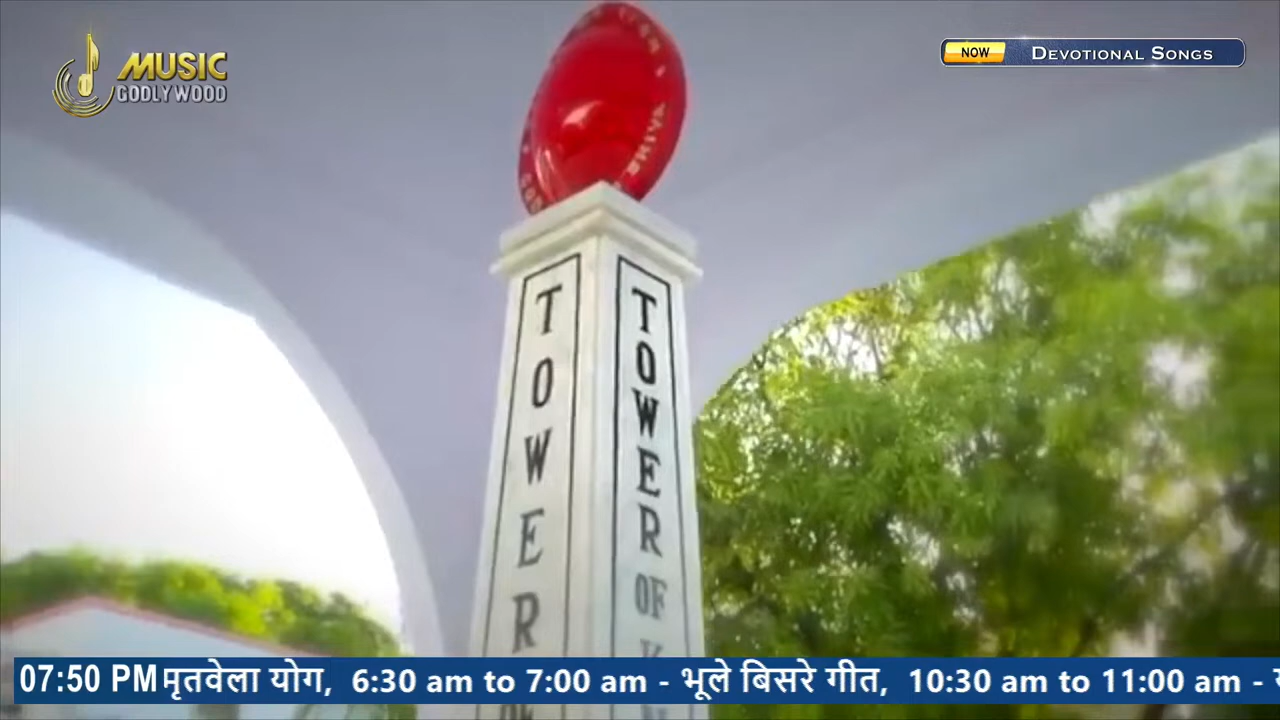 MUSIC
GODLYWOOD
NOW DEVOTIONAL SONGS
SHIVA
TOWER
TOWER OF
07:50 PM मृतवेला योग, 6:30 am to 7:00 am - भूले बिसरे गीत, 10:30 am to 11:00 am -